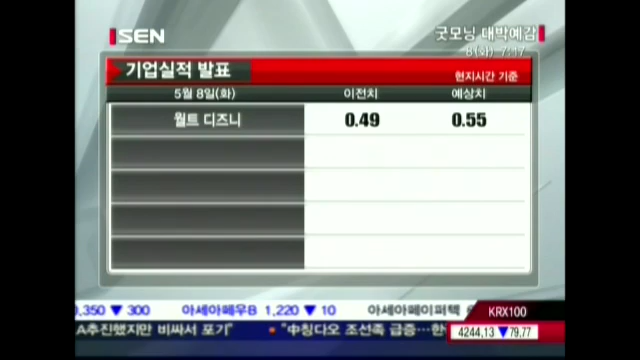 SEN
굿모닝 대박예감
8(화) 7:17
기업실적 발표
현지시간 기준
5월 8일(화) 이전치 예상치
월트 디즈니 0.49 0.55
,350 ▼ 300 아세아페우B 1,220 ▼ 10 아세아페이퍼텍
KRX100
A추진했지만 비싸서 포기" • "中칭다오 조선족 급증…한
4244.13 ▼79.77